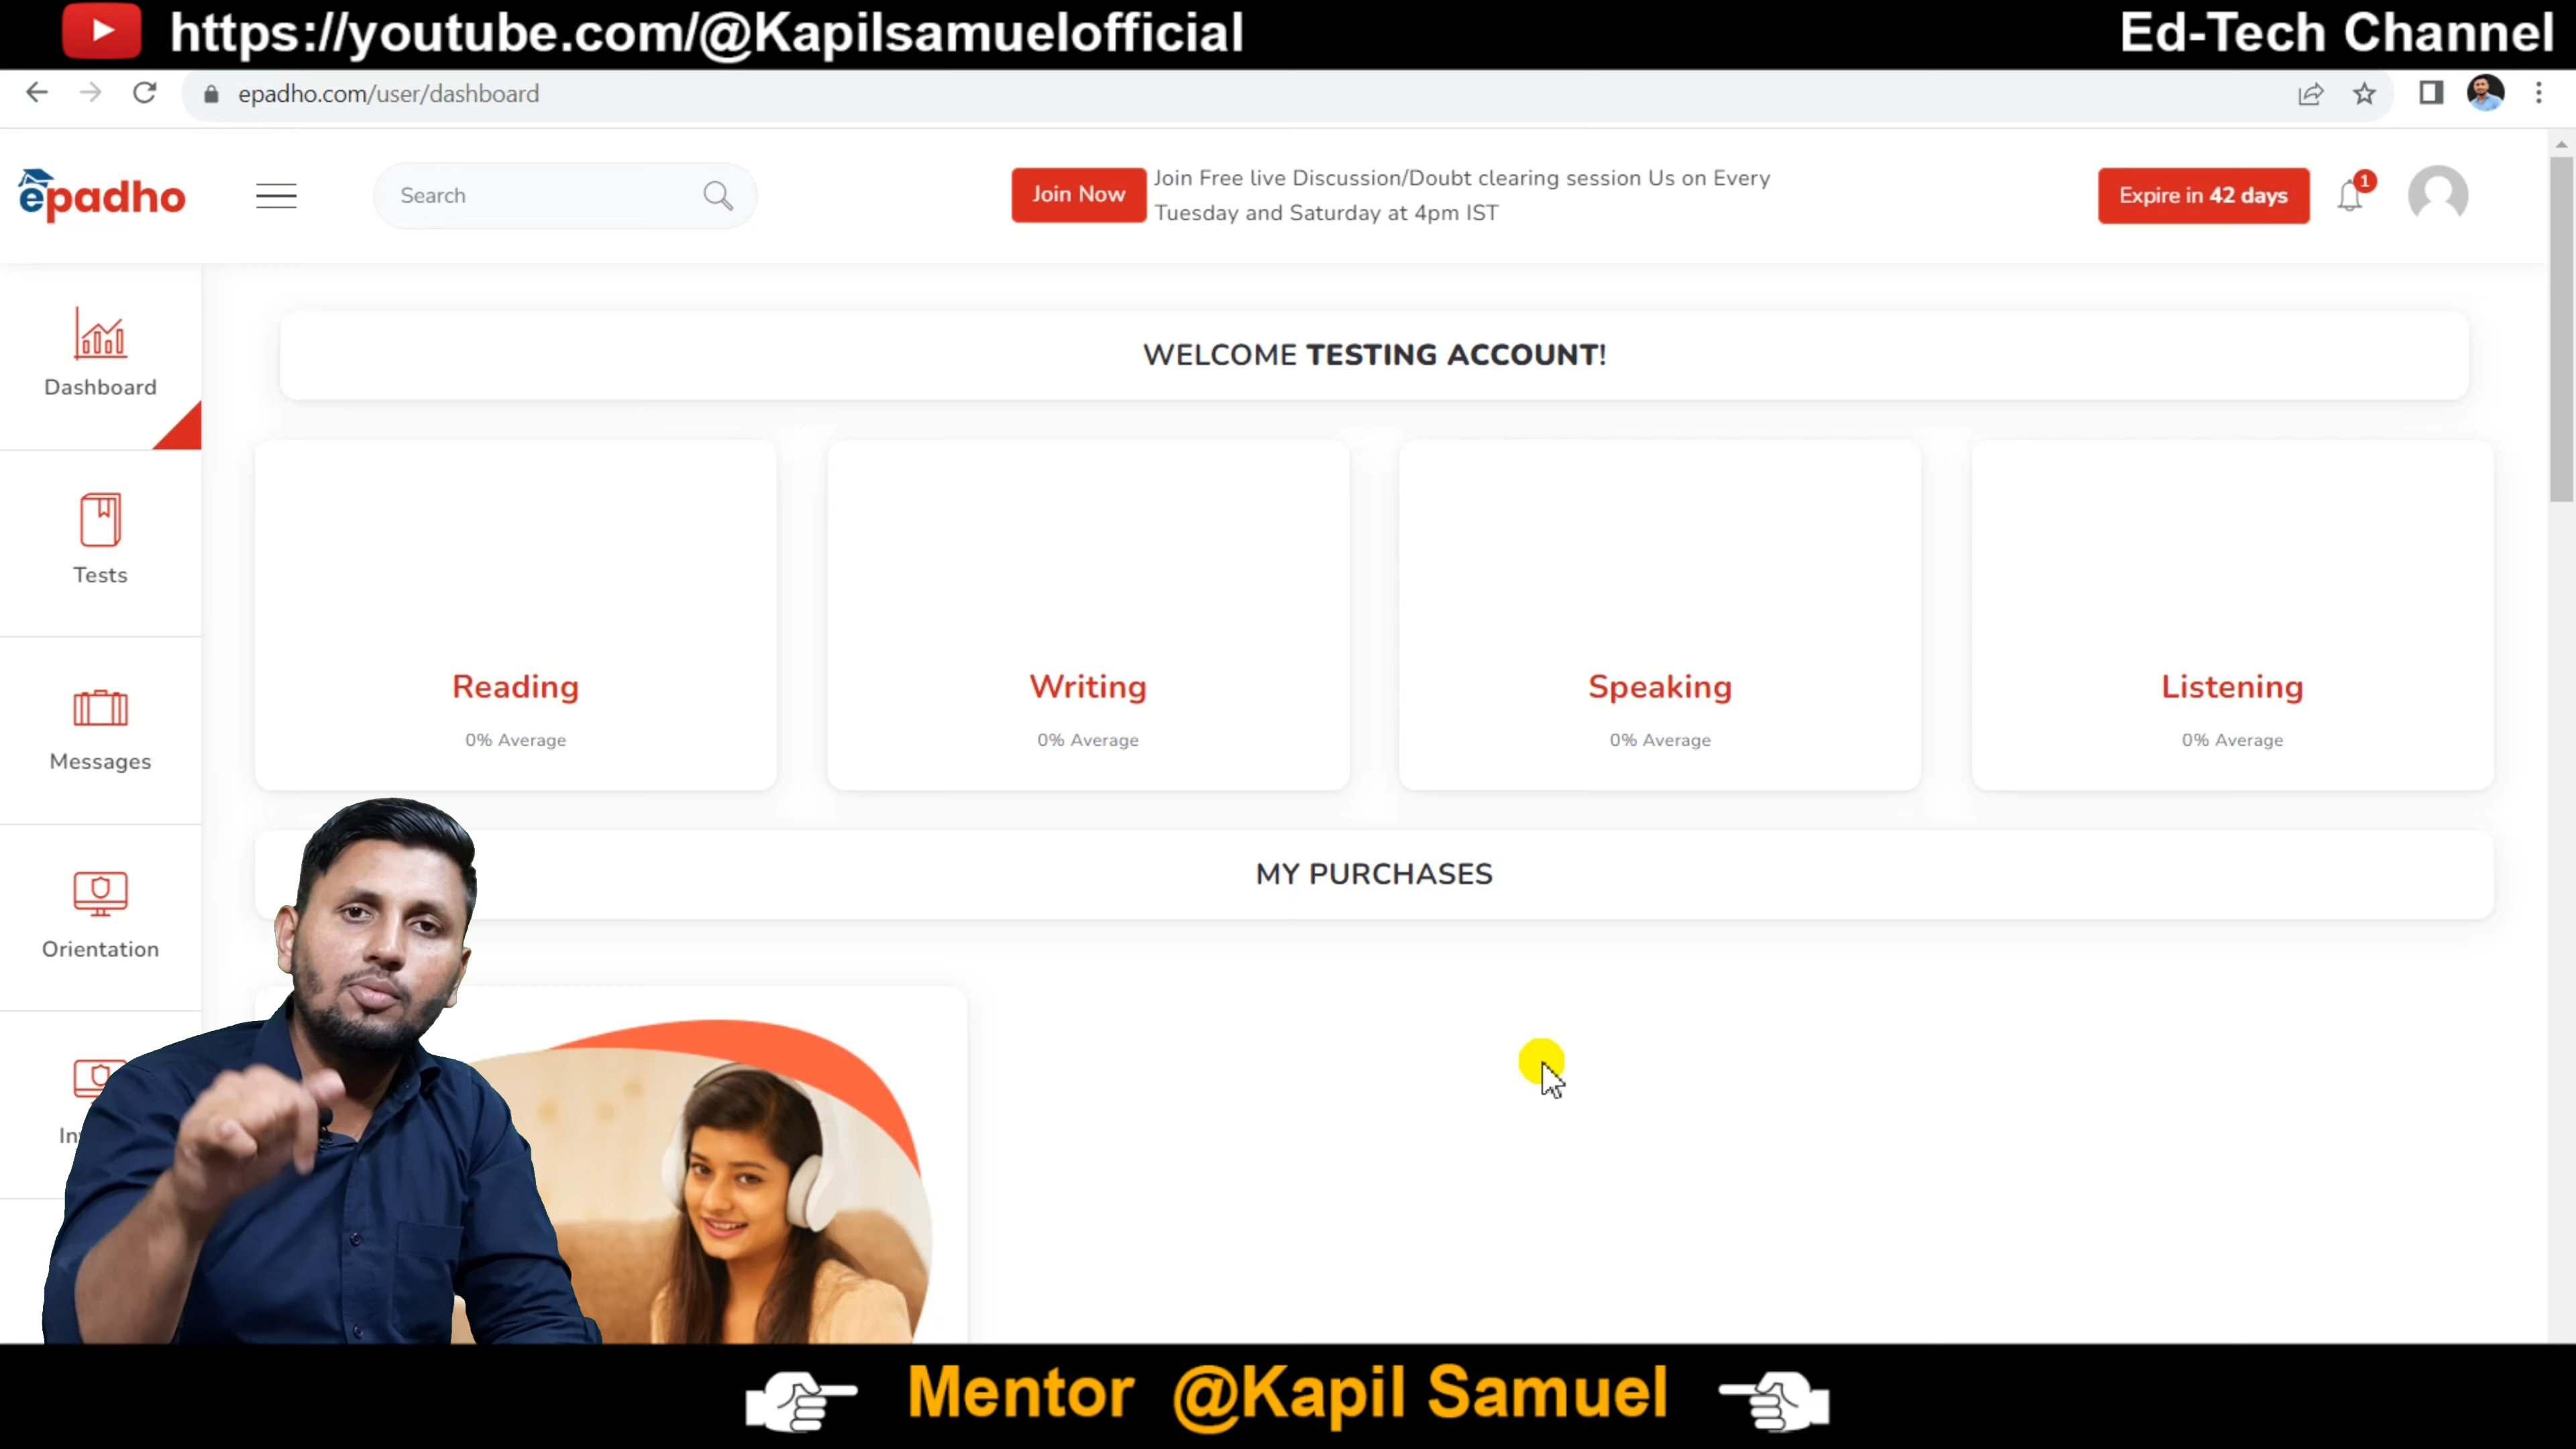 https://youtube.com/@Kapilsamuelofficial
Ed-Tech Channel
epadho.com/user/dashboard
epadho
Search
Join Now
Join Free live Discussion/Doubt clearing session Us on Every
Tuesday and Saturday at 4pm IST
Expire in 42 days
1
WELCOME TESTING ACCOUNT!
Dashboard
Tests
Messages
Orientation
Reading
0% Average
Writing
0% Average
Speaking
0% Average
Listening
0% Average
MY PURCHASES
Mentor @Kapil Samuel